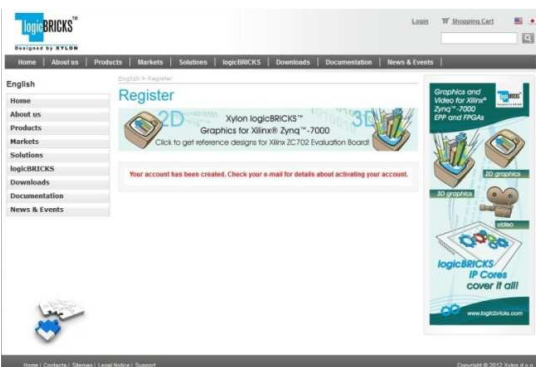 logicBRICKS™
Designed by XYLON
Login
Shopping Cart
Home
About us
Products
Markets
Solutions
logicBRICKS
Downloads
Documentation
News & Events
English > Register
English
Home
About us
Products
Markets
Solutions
logicBRICKS
Downloads
Documentation
News & Events
Register
2D
3D
Xylon logicBRICKS™
Graphics for Xilinx® Zynq™-7000
Click to get reference designs for Xilinx ZC702 Evaluation Board!
Your account has been created. Check your e-mail for details about activating your account.
Graphics and
Video for Xilinx®
Zynq™-7000
EPP and FPGAs
2D graphics
3D graphics
video
logicBRICKS
IP Cores
cover it all!
www.logicbricks.com
Home | Contacts | Sitemap | Legal Notice | Support
Copyright © 2012 Xylon d.o.o.